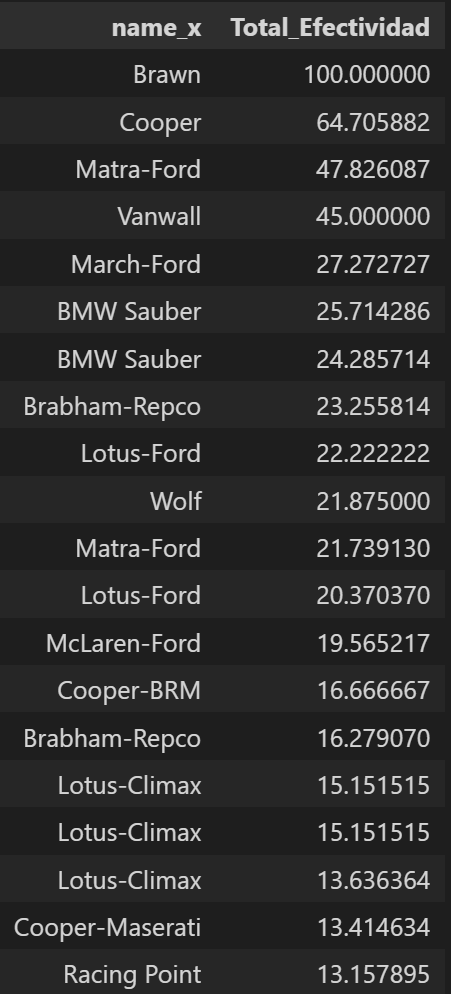 name_x Total_Efectividad
Brawn 100.000000
Cooper 64.705882
Matra-Ford 47.826087
Vanwall 45.000000
March-Ford 27.272727
BMW Sauber 25.714286
BMW Sauber 24.285714
Brabham-Repco 23.255814
Lotus-Ford 22.222222
Wolf 21.875000
Matra-Ford 21.739130
Lotus-Ford 20.370370
McLaren-Ford 19.565217
Cooper-BRM 16.666667
Brabham-Repco 16.279070
Lotus-Climax 15.151515
Lotus-Climax 15.151515
Lotus-Climax 13.636364
Cooper-Maserati 13.414634
Racing Point 13.157895